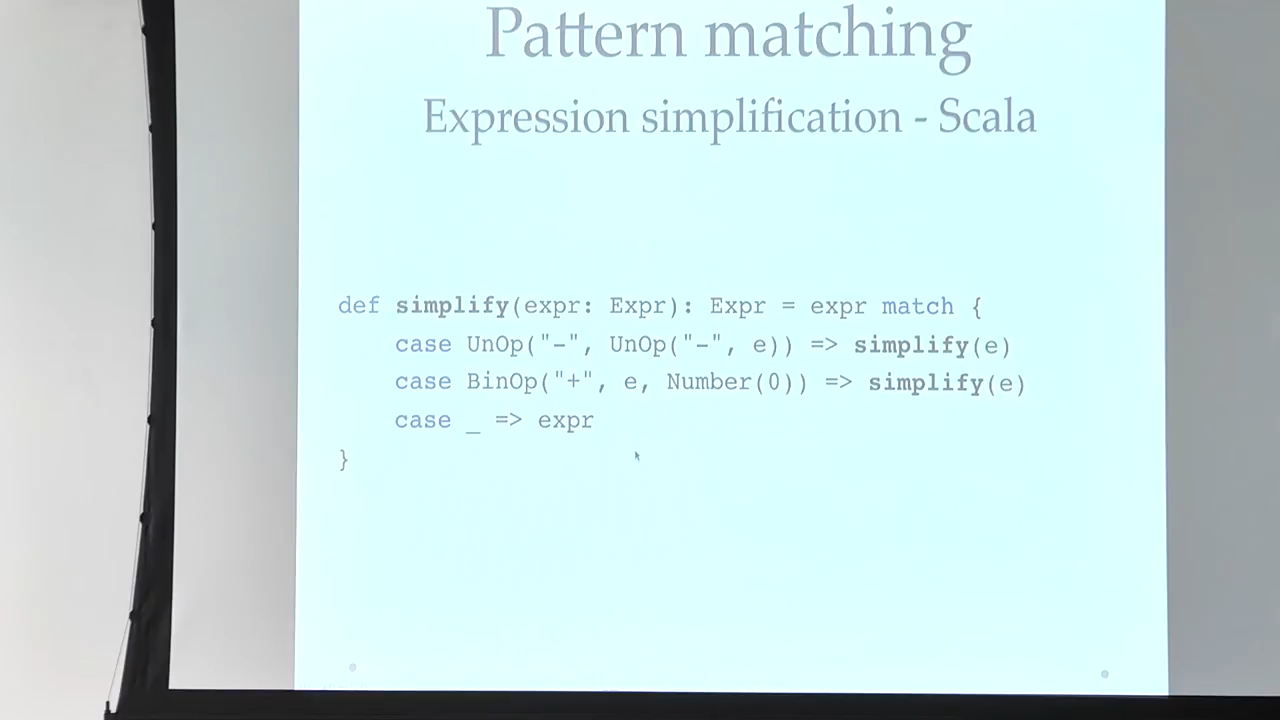 Pattern matching
Expression simplification - Scala
def simplify(expr: Expr): Expr = expr match {
    case UnOp("-", UnOp("-", e)) => simplify(e)
    case BinOp("+", e, Number(0)) => simplify(e)
    case _ => expr
}